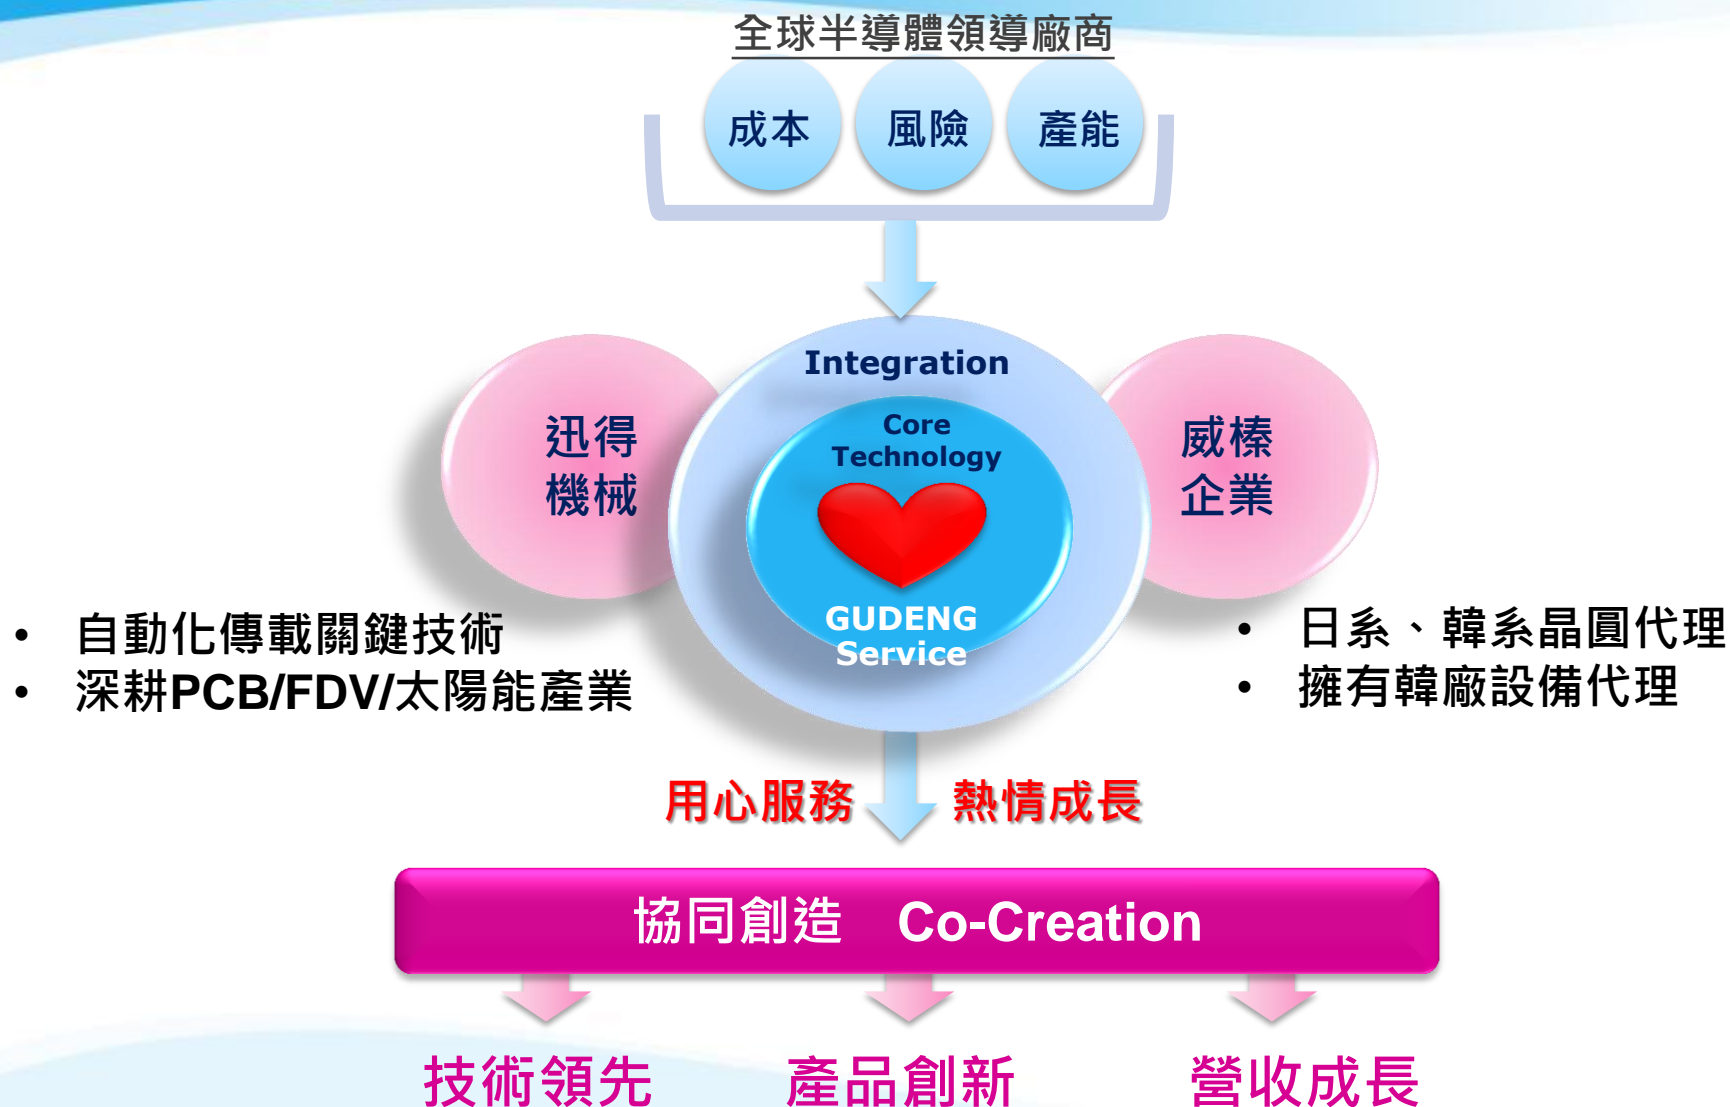 全球半導體領導廠商
成本
風險
產能
Integration
Core
Technology
GUDENG
Service
迅得
機械
威榛
企業
• 自動化傳載關鍵技術
• 深耕PCB/FDV/太陽能產業
• 日系、韓系晶圓代理
• 擁有韓廠設備代理
用心服務 熱情成長
協同創造 Co-Creation
技術領先 產品創新 營收成長